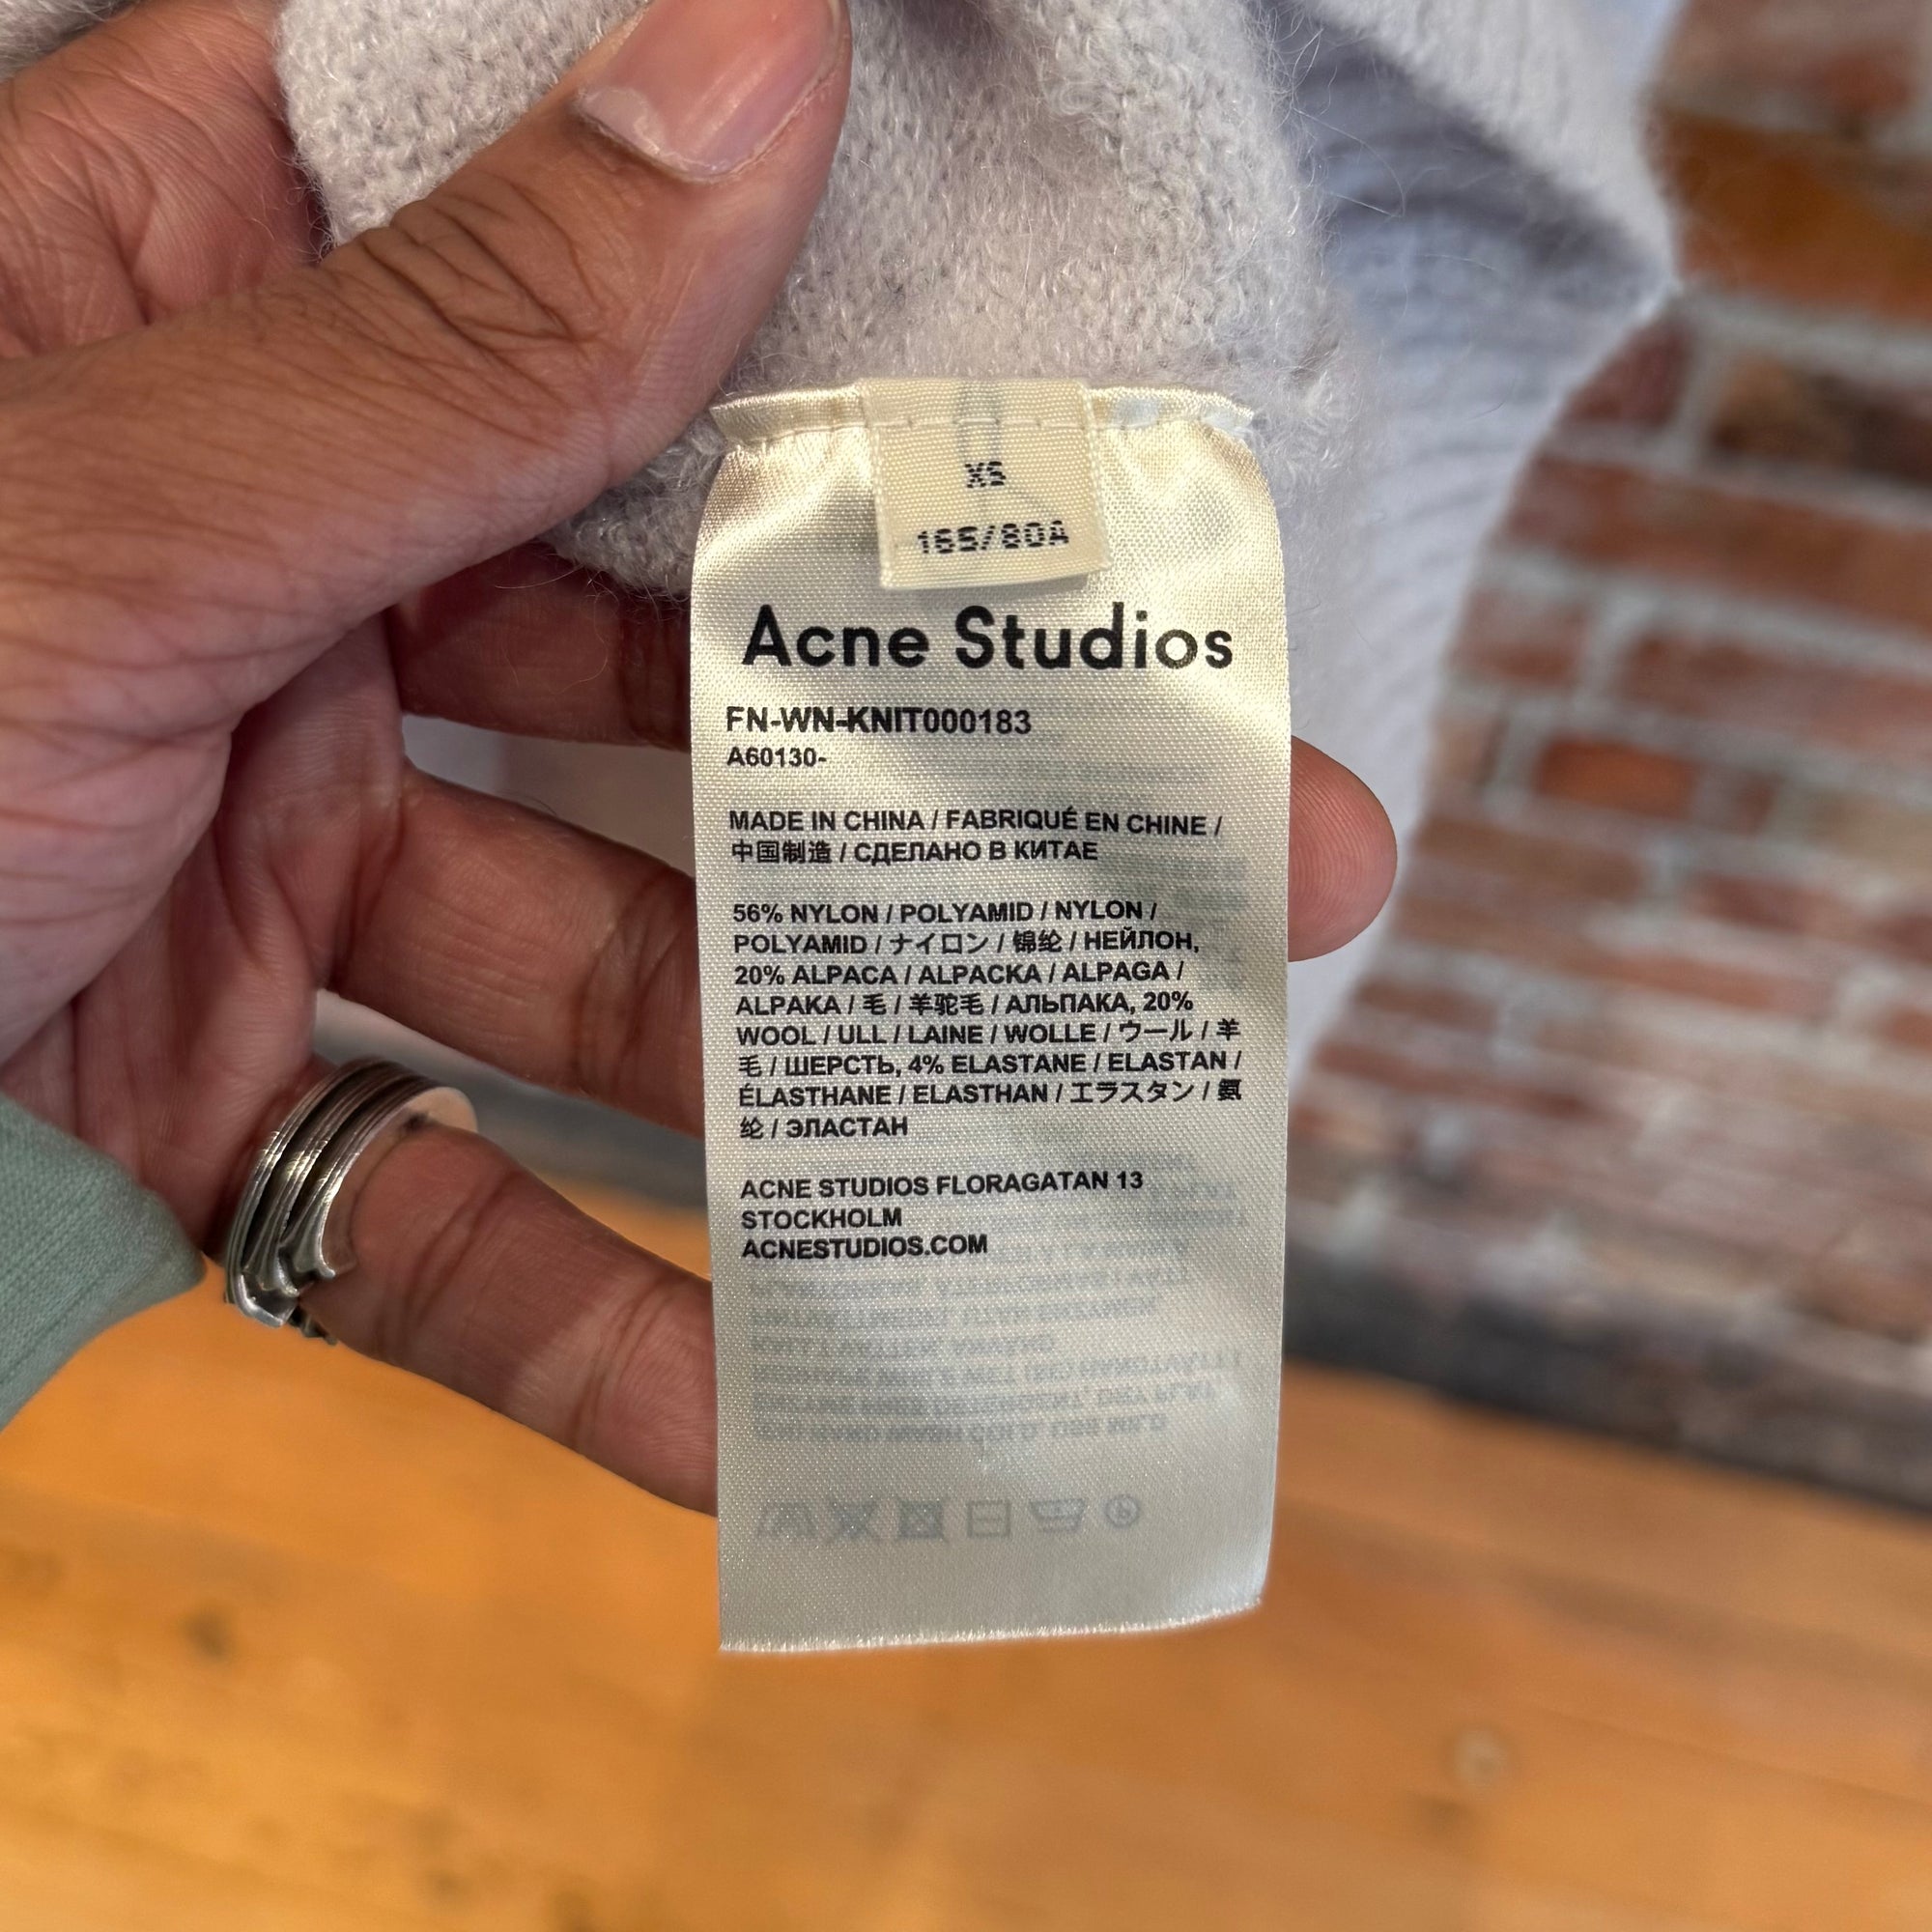 XS
165/80A
Acne Studios
FN-WN-KNIT000183
A60130-
MADE IN CHINA / FABRIQUÉ EN CHINE /
中国制造 / СДЕЛАНО В КИТАЕ
56% NYLON / POLYAMID / NYLON /
POLYAMID / ナイロン / 锦纶 / НЕЙЛОН,
20% ALPACA / ALPACKA / ALPAGA /
ALPAKA / 毛 / 羊驼毛 / АЛЬПАКА, 20%
WOOL / ULL / LAINE / WOLLE / ウール / 羊
毛 / ШЕРСТЬ, 4% ELASTANE / ELASTAN /
ÉLASTHANE / ELASTHAN / エラスタン / 氨
纶 / ЭЛАСТАН
ACNE STUDIOS FLORAGATAN 13
STOCKHOLM
ACNESTUDIOS.COM